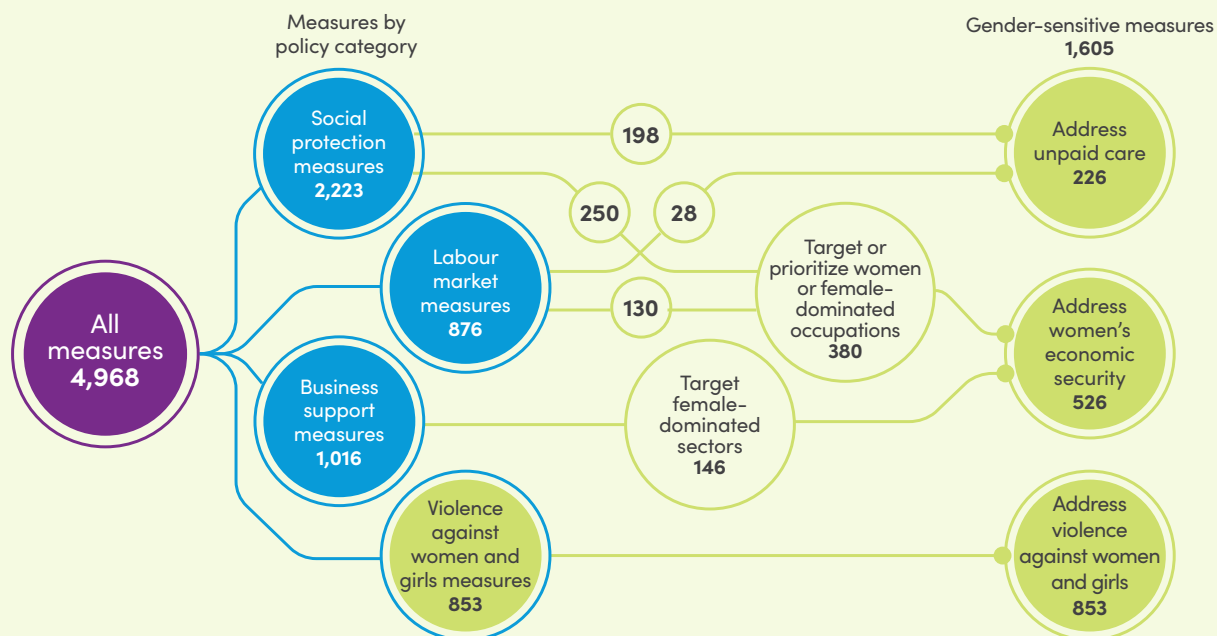 Measures by
policy category
Gender-sensitive measures
1,605
All
measures
4,968
Social
protection
measures
2,223
Labour
market
measures
876
Business
support
measures
1,016
Violence
against
women and
girls measures
853
198
250
28
130
Target or
prioritize women
or female-
dominated
occupations
380
Target
female-
dominated
sectors
146
Address
unpaid care
226
Address
women’s
economic
security
526
Address
violence
against women
and girls
853